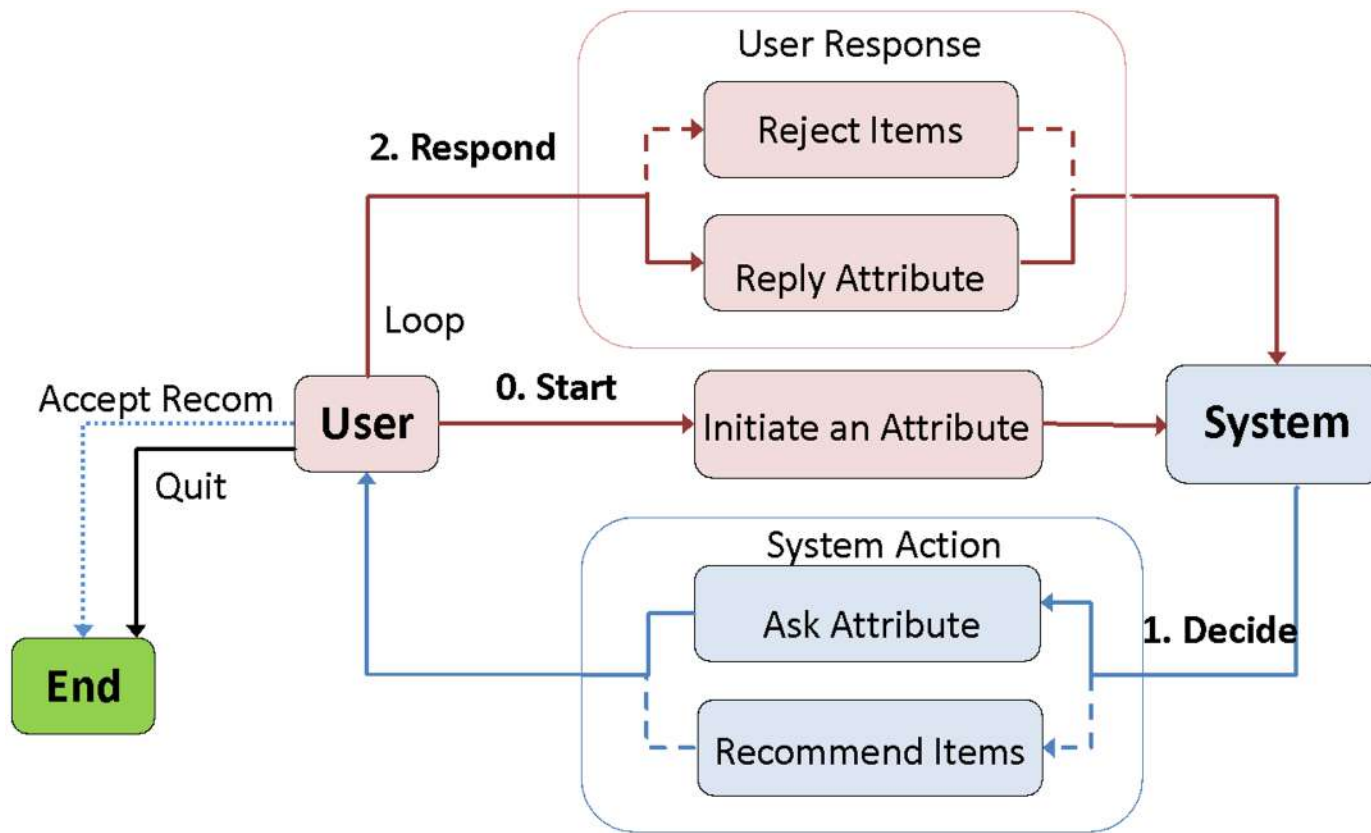 User Response
Reject Items
2. Respond
Reply Attribute
Loop
0. Start
Accept Recom
User
Initiate an Attribute
System
Quit
System Action
Ask Attribute
1. Decide
End
Recommend Items